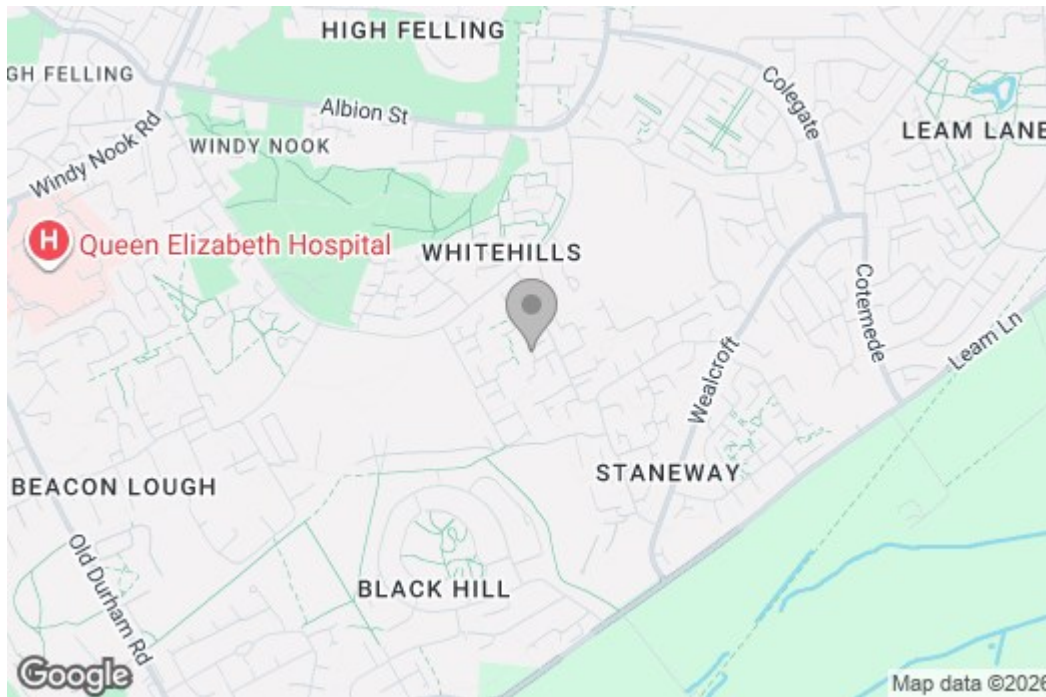 HIGH FELLING
GH FELLING
Colegate
Albion St
LEAM LANE
WINDY NOOK
Windy Nook Rd
H
Queen Elizabeth Hospital
WHITEHILLS
Cotemede
Leam Ln
Wealcroft
STANEWAY
BEACON LOUGH
Old Durham Rd
BLACK HILL
Google
Map data ©2026